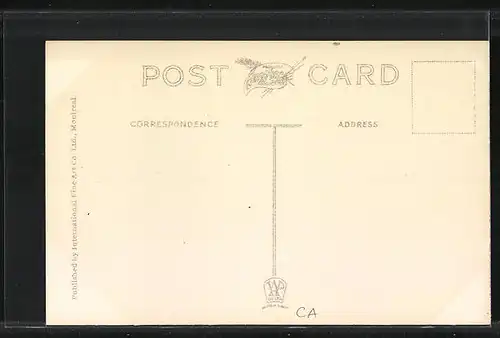 POST CARD
CORRESPONDENCE
ADDRESS
Published by International Fine Art Co. Ltd., Montreal
CA